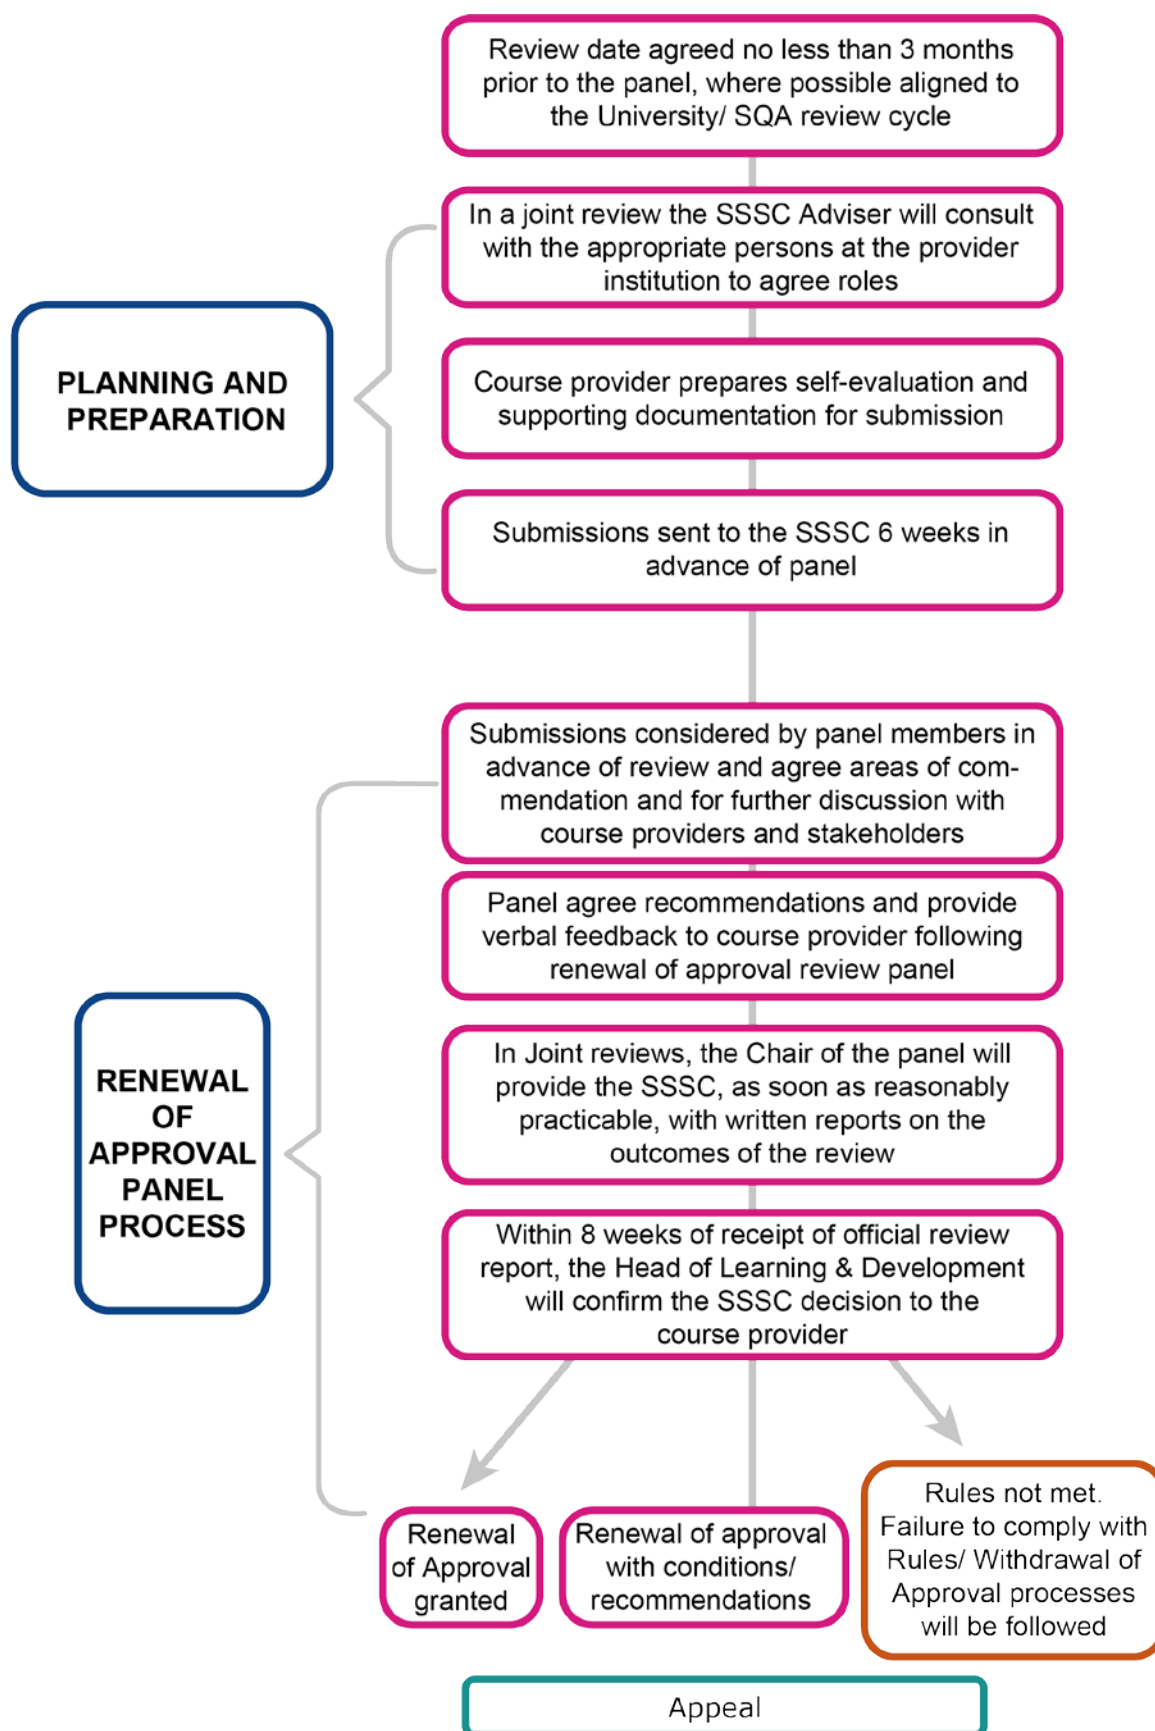 Review date agreed no less than 3 months
prior to the panel, where possible aligned to
the University/ SQA review cycle
In a joint review the SSSC Adviser will consult
with the appropriate persons at the provider
institution to agree roles
PLANNING AND
PREPARATION
Course provider prepares self-evaluation and
supporting documentation for submission
Submissions sent to the SSSC 6 weeks in
advance of panel
Submissions considered by panel members in
advance of review and agree areas of com-
mendation and for further discussion with
course providers and stakeholders
Panel agree recommendations and provide
verbal feedback to course provider following
renewal of approval review panel
RENEWAL
OF
APPROVAL
PANEL
PROCESS
In Joint reviews, the Chair of the panel will
provide the SSSC, as soon as reasonably
practicable, with written reports on the
outcomes of the review
Within 8 weeks of receipt of official review
report, the Head of Learning & Development
will confirm the SSSC decision to the
course provider
Renewal
of Approval
granted
Renewal of approval
with conditions/
recommendations
Rules not met.
Failure to comply with
Rules/ Withdrawal of
Approval processes
will be followed
Appeal